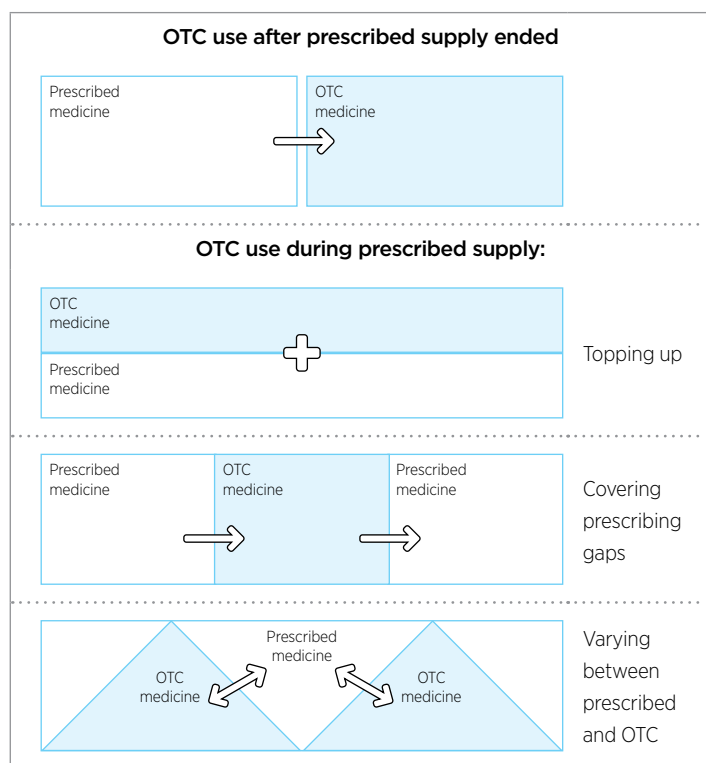 OTC use after prescribed supply ended
Prescribed
medicine
OTC
medicine
OTC use during prescribed supply:
OTC
medicine
Prescribed
medicine
Topping up
Prescribed
medicine
OTC
medicine
Prescribed
medicine
Covering
prescribing
gaps
OTC
medicine
Prescribed
medicine
OTC
medicine
Varying
between
prescribed
and OTC